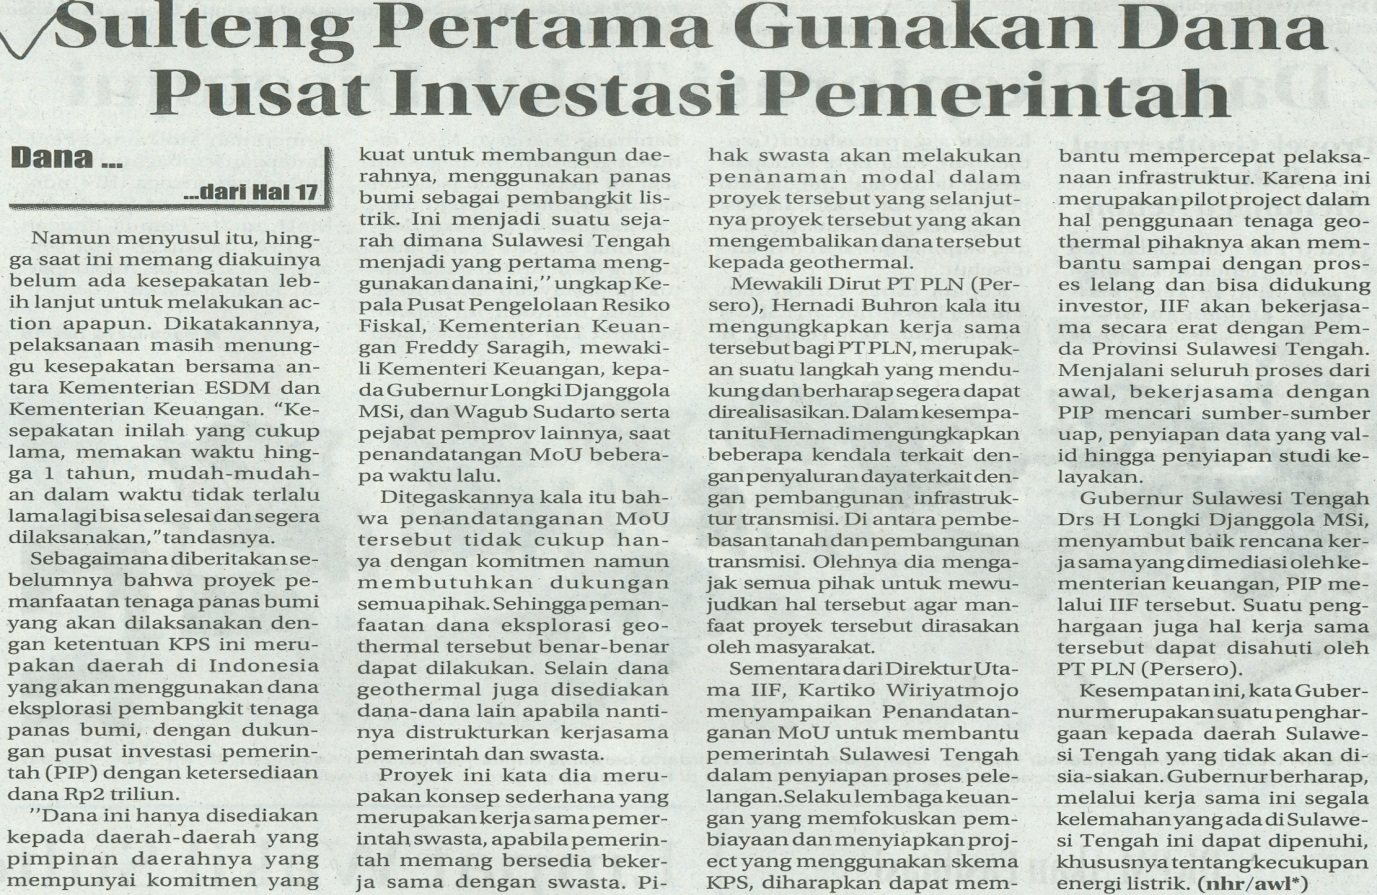 Sulteng Pertama Gunakan Dana
Pusat Investasi Pemerintah
Dana ...
...dari Hal 17
Namun menyusul itu, hing-
ga saat ini memang diakuinya
belum ada kesepakatan leb-
ih lanjut untuk melakukan ac-
tion apapun. Dikatakannya,
pelaksanaan masih menung-
gu kesepakatan bersama an-
tara Kementerian ESDM dan
Kementerian Keuangan. “Ke-
sepakatan inilah yang cukup
lama, memakan waktu hing-
ga 1 tahun, mudah-mudah-
an dalam waktu tidak terlalu
lama lagi bisa selesai dan segera
dilaksanakan,” tandasnya.
Sebagaimana diberitakan se-
belumnya bahwa proyek pe-
manfaatan tenaga panas bumi
yang akan dilaksanakan den-
gan ketentuan KPS ini meru-
pakan daerah di Indonesia
yang akan menggunakan dana
eksplorasi pembangkit tenaga
panas bumi, dengan dukun-
gan pusat investasi pemerin-
tah (PIP) dengan ketersediaan
dana Rp2 triliun.
’’Dana ini hanya disediakan
kepada daerah-daerah yang
pimpinan daerahnya yang
mempunyai komitmen yang
kuat untuk membangun dae-
rahnya, menggunakan panas
bumi sebagai pembangkit lis-
trik. Ini menjadi suatu seja-
rah dimana Sulawesi Tengah
menjadi yang pertama meng-
gunakan dana ini,’’ ungkap Ke-
pala Pusat Pengelolaan Resiko
Fiskal, Kementerian Keuan-
gan Freddy Saragih, mewaki-
li Kementeri Keuangan, kepa-
da Gubernur Longki Djanggola
MSi, dan Wagub Sudarto serta
pejabat pemprov lainnya, saat
penandatangan MoU bebera-
pa waktu lalu.
Ditegaskannya kala itu bah-
wa penandatanganan MoU
tersebut tidak cukup han-
ya dengan komitmen namun
membutuhkan dukungan
semua pihak. Sehingga peman-
faatan dana eksplorasi geo-
thermal tersebut benar-benar
dapat dilakukan. Selain dana
geothermal juga disediakan
dana-dana lain apabila nanti-
nya distrukturkan kerjasama
pemerintah dan swasta.
Proyek ini kata dia meru-
pakan konsep sederhana yang
merupakan kerja sama pemer-
intah swasta, apabila pemerin-
tah memang bersedia beker-
ja sama dengan swasta. Pi-
hak swasta akan melakukan
penanaman modal dalam
proyek tersebut yang selanjut-
nya proyek tersebut yang akan
mengembalikan dana tersebut
kepada geothermal.
Mewakili Dirut PT PLN (Per-
sero), Hernadi Buhron kala itu
mengungkapkan kerja sama
tersebut bagi PT PLN, merupak-
an suatu langkah yang mendu-
kung dan berharap segera dapat
direalisasikan. Dalam kesempa-
tan itu Hernadi mengungkapkan
beberapa kendala terkait den-
gan penyaluran daya terkait den-
gan pembangunan infrastruk-
tur transmisi. Di antara pembe-
basan tanah dan pembangunan
transmisi. Olehnya dia menga-
jak semua pihak untuk mewu-
judkan hal tersebut agar man-
faat proyek tersebut dirasakan
oleh masyarakat.
Sementara dari Direktur Uta-
ma IIF, Kartiko Wiriyatmojo
menyampaikan Penandatan-
ganan MoU untuk membantu
pemerintah Sulawesi Tengah
dalam penyiapan proses pele-
langan.Selaku lembaga keuan-
gan yang memfokuskan pem-
biayaan dan menyiapkan proj-
ect yang menggunakan skema
KPS, diharapkan dapat mem-
bantu mempercepat pelaksa-
naan infrastruktur. Karena ini
merupakan pilot project dalam
hal penggunaan tenaga geo-
thermal pihaknya akan mem-
bantu sampai dengan pros-
es lelang dan bisa didukung
investor, IIF akan bekerjasa-
ma secara erat dengan Pem-
da Provinsi Sulawesi Tengah.
Menjalani seluruh proses dari
awal, bekerjasama dengan
PIP mencari sumber-sumber
uap, penyiapan data yang val-
id hingga penyiapan studi ke-
layakan.
Gubernur Sulawesi Tengah
Drs H Longki Djanggola MSi,
menyambut baik rencana ker-
ja sama yang dimediasi oleh ke-
menterian keuangan, PIP me-
lalui IIF tersebut. Suatu peng-
hargaan juga hal kerja sama
tersebut dapat disahuti oleh
PT PLN (Persero).
Kesempatan ini, kata Guber-
nur merupakan suatu penghar-
gaan kepada daerah Sulawe-
si Tengah yang tidak akan di-
sia-siakan. Gubernur berharap,
melalui kerja sama ini segala
kelemahan yang ada di Sulawe-
si Tengah ini dapat dipenuhi,
khususnya tentang kecukupan
energi listrik. (nhr/awl*)